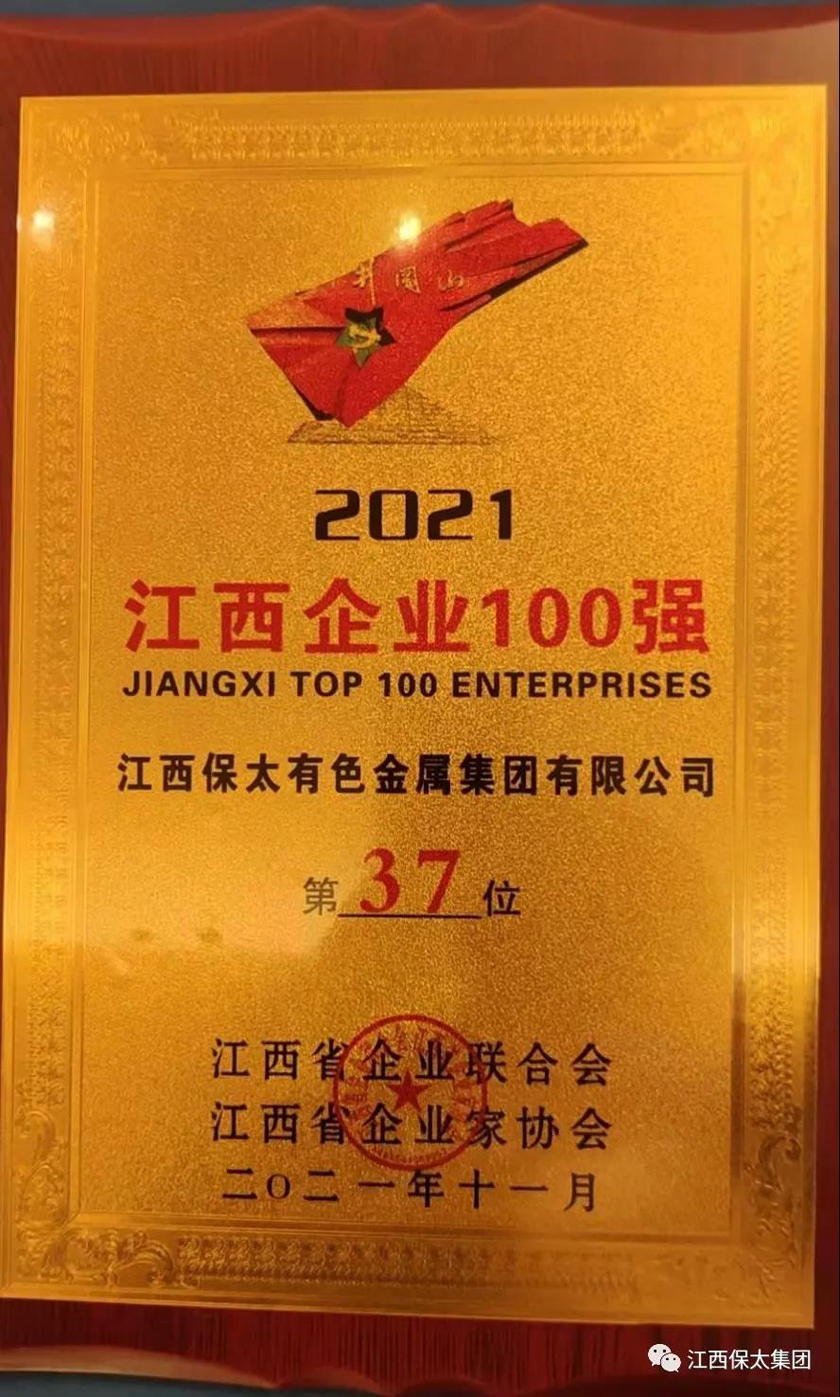 井冈山
2021
江西企业100强
JIANGXI TOP 100 ENTERPRISES
江西保太有色金属集团有限公司
第37位
江西省企业联合会
江西省企业家协会
二〇二一年十一月
江西保太集团